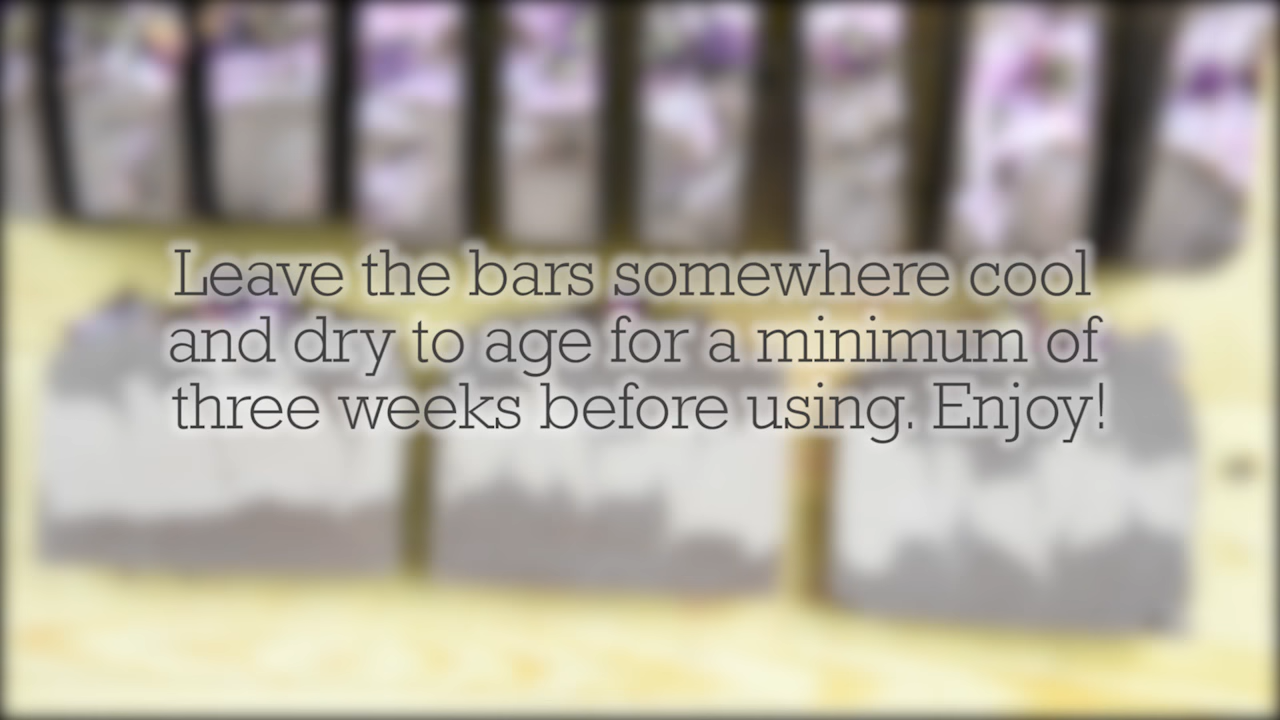 Leave the bars somewhere cool
and dry to age for a minimum of
three weeks before using. Enjoy!